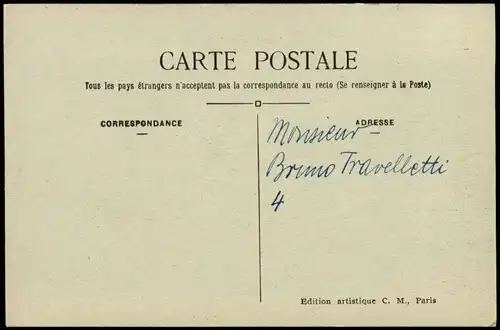 CARTE POSTALE
Tous les pays étrangers n'acceptent pas la correspondance au recto (Se renseigner à la Poste)
CORRESPONDANCE
ADRESSE
Monsieur
Bruno Travelletti
4
Edition artistique C. M., Paris